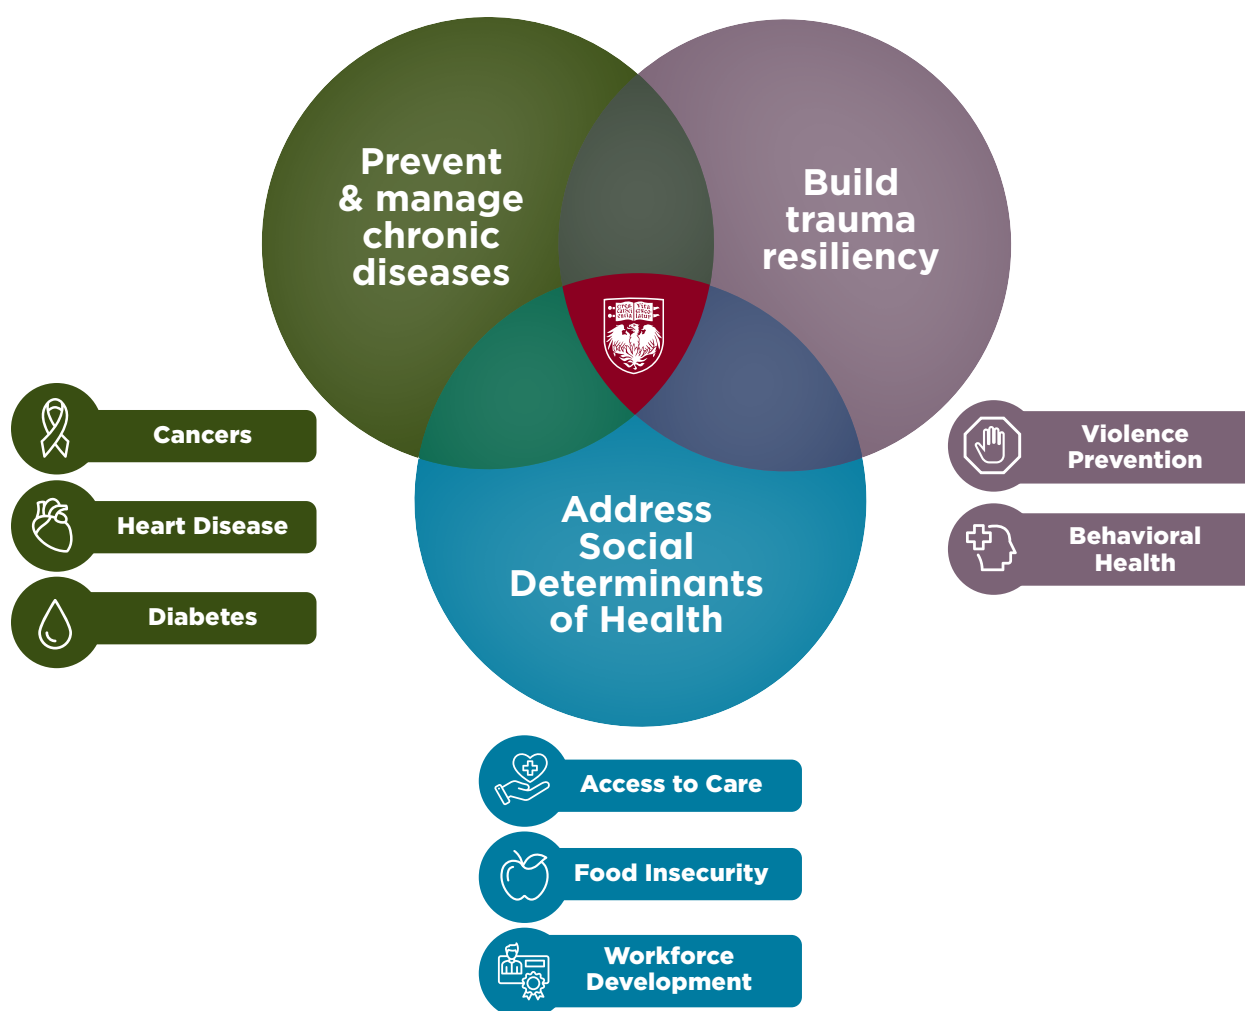 Prevent
& manage
chronic
diseases
Build
trauma
resiliency
Address
Social
Determinants
of Health
Cancers
Heart Disease
Diabetes
Violence
Prevention
Behavioral
Health
Access to Care
Food Insecurity
Workforce
Development